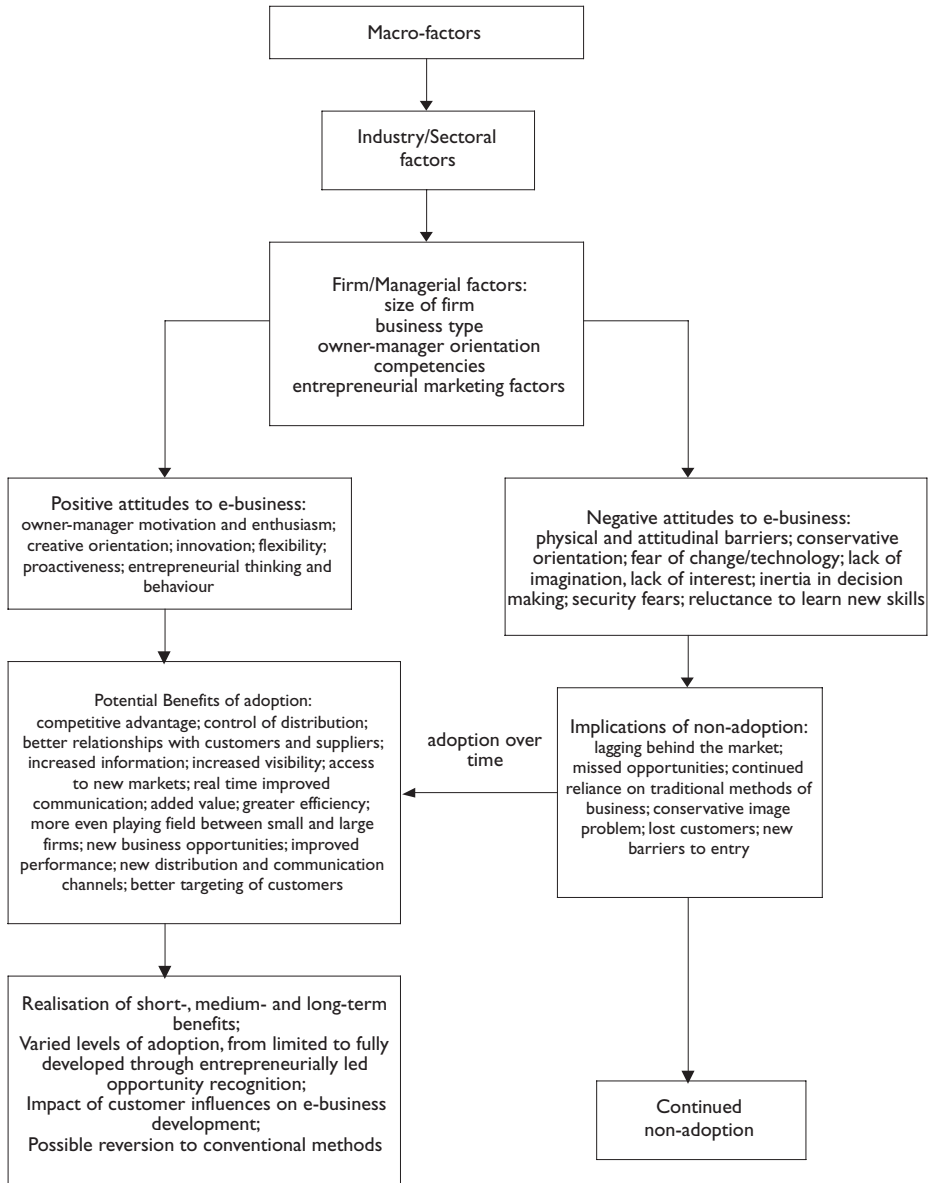 Macro-factors
Industry/Sectoral
factors
Firm/Managerial factors:
size of firm
business type
owner-manager orientation
competencies
entrepreneurial marketing factors
Positive attitudes to e-business:
owner-manager motivation and enthusiasm;
creative orientation; innovation; flexibility;
proactiveness; entrepreneurial thinking and
behaviour
Negative attitudes to e-business:
physical and attitudinal barriers; conservative
orientation; fear of change/technology; lack of
imagination, lack of interest; inertia in decision
making; security fears; reluctance to learn new skills
Potential Benefits of adoption:
competitive advantage; control of distribution;
better relationships with customers and suppliers;
increased information; increased visibility; access
to new markets; real time improved
communication; added value; greater efficiency;
more even playing field between small and large
firms; new business opportunities; improved
performance; new distribution and communication
channels; better targeting of customers
adoption over
time
Implications of non-adoption:
lagging behind the market;
missed opportunities; continued
reliance on traditional methods of
business; conservative image
problem; lost customers; new
barriers to entry
Realisation of short-, medium- and long-term
benefits;
Varied levels of adoption, from limited to fully
developed through entrepreneurially led
opportunity recognition;
Impact of customer influences on e-business
development;
Possible reversion to conventional methods
Continued
non-adoption